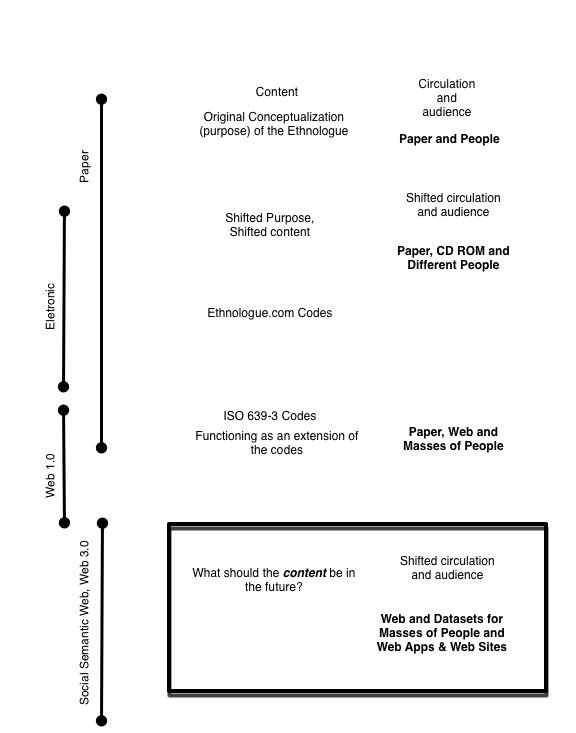 Content
Circulation
and
audience
Original Conceptualization
(purpose) of the Ethnologue
Paper and People
Paper
Shifted Purpose,
Shifted content
Shifted circulation
and audience
Paper, CD ROM and
Different People
Eletronic
Ethnologue.com Codes
ISO 639-3 Codes
Functioning as an extension of
the codes
Paper, Web and
Masses of People
Web 1.0
Social Semantic Web, Web 3.0
What should the content be in
the future?
Shifted circulation
and audience
Web and Datasets for
Masses of People and
Web Apps & Web Sites